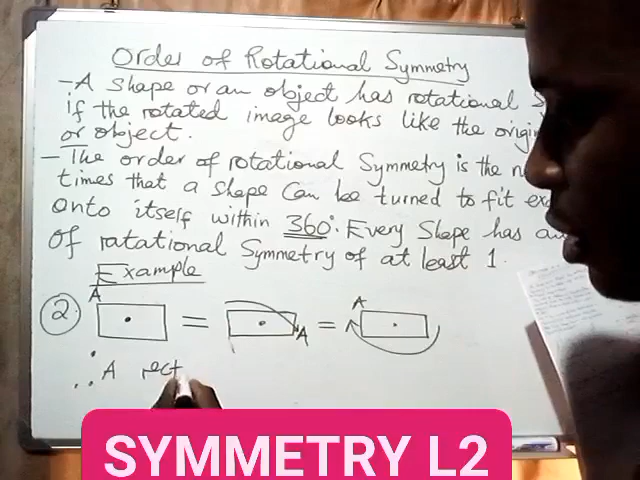 Order of Rotational Symmetry
- A shape or an object has rotational S
if the rotated image looks like the origin
or object.
- The order of rotational Symmetry is the n
times that a shape can be turned to fit exa
onto itself within 360°. Every Shape has an
of rotational Symmetry of at least 1.
Example
A
A
2
=
=
A
∴ A rect
SYMMETRY L2